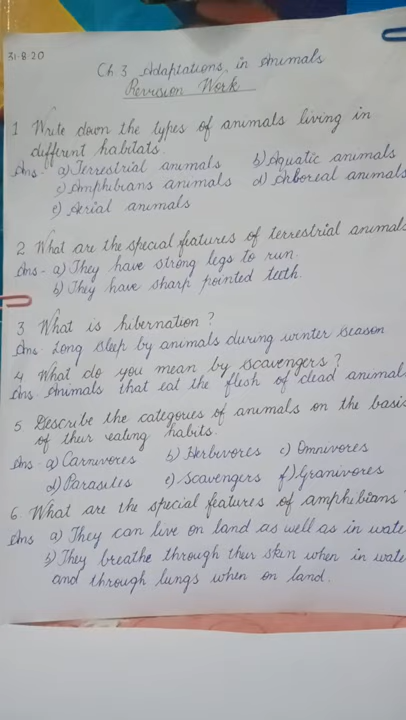 31-8-20
Ch 3 Adaptations in Animals
Revision Work
1 Write down the types of animals living in
different habitats.
Ans- a) Terrestrial animals b) Aquatic animals
c) Amphibians animals d) Arboreal animals
e) Aerial animals
2 What are the special features of terrestrial animals
Ans- a) They have strong legs to run.
b) They have sharp pointed teeth.
3 What is hibernation?
Ans- Long sleep by animals during winter season
4 What do you mean by scavengers?
Ans. Animals that eat the flesh of dead animal
5 Describe the categories of animals on the basis
of their eating habits.
Ans- a) Carnivores b) Herbivores c) Omnivores
d) Parasites e) Scavengers f) Granivores
6. What are the special features of amphibians
Ans a) They can live on land as well as in wate
b) They breathe through their skin when in wate
and through lungs when on land.